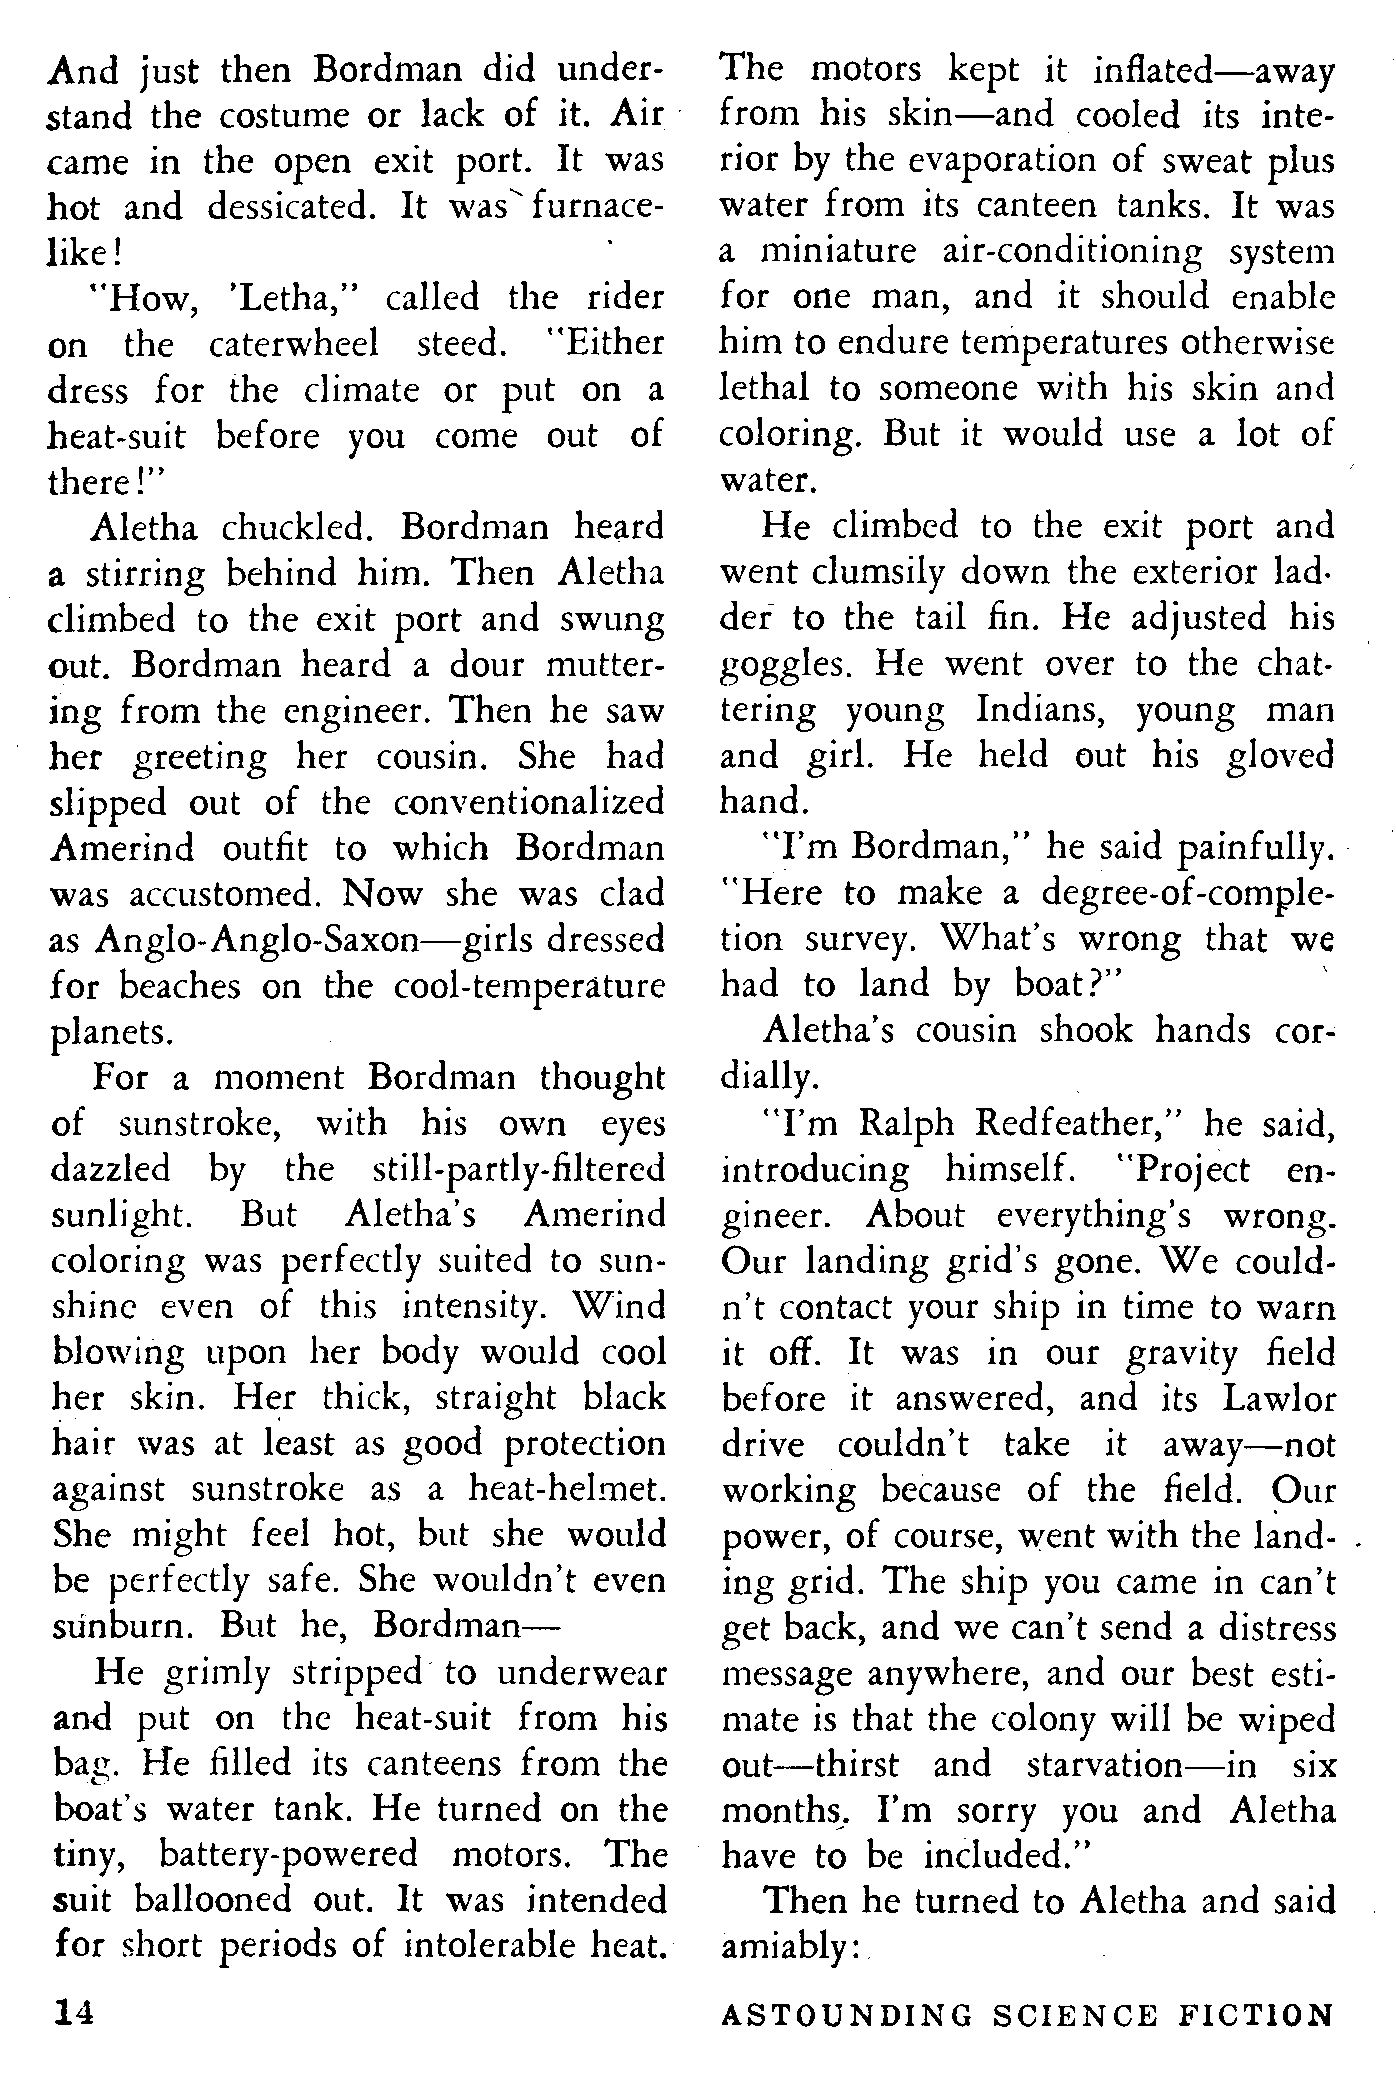 And just then Bordman did under-
stand the costume or lack of it. Air
came in the open exit port. It was
hot and dessicated. It was furnace-
like!
"How, 'Letha," called the rider
on the caterwheel steed. "Either
dress for the climate or put on a
heat-suit before you come out of
there!"
Aletha chuckled. Bordman heard
a stirring behind him. Then Aletha
climbed to the exit port and swung
out. Bordman heard a dour mutter-
ing from the engineer. Then he saw
her greeting her cousin. She had
slipped out of the conventionalized
Amerind outfit to which Bordman
was accustomed. Now she was clad
as Anglo-Anglo-Saxon—girls dressed
for beaches on the cool-temperature
planets.
For a moment Bordman thought
of sunstroke, with his own eyes
dazzled by the still-partly-filtered
sunlight. But Aletha's Amerind
coloring was perfectly suited to sun-
shine even of this intensity. Wind
blowing upon her body would cool
her skin. Her thick, straight black
hair was at least as good protection
against sunstroke as a heat-helmet.
She might feel hot, but she would
be perfectly safe. She wouldn't even
sunburn. But he, Bordman—
He grimly stripped to underwear
and put on the heat-suit from his
bag. He filled its canteens from the
boat's water tank. He turned on the
tiny, battery-powered motors. The
suit ballooned out. It was intended
for short periods of intolerable heat.
The motors kept it inflated—away
from his skin—and cooled its inte-
rior by the evaporation of sweat plus
water from its canteen tanks. It was
a miniature air-conditioning system
for one man, and it should enable
him to endure temperatures otherwise
lethal to someone with his skin and
coloring. But it would use a lot of
water.
He climbed to the exit port and
went clumsily down the exterior lad-
der to the tail fin. He adjusted his
goggles. He went over to the chat-
tering young Indians, young man
and girl. He held out his gloved
hand.
"I'm Bordman," he said painfully.
"Here to make a degree-of-comple-
tion survey. What's wrong that we
had to land by boat?"
Aletha's cousin shook hands cor-
dially.
"I'm Ralph Redfeather," he said,
introducing himself. "Project en-
gineer. About everything's wrong.
Our landing grid's gone. We could-
n't contact your ship in time to warn
it off. It was in our gravity field
before it answered, and its Lawlor
drive couldn't take it away—not
working because of the field. Our
power, of course, went with the land-
ing grid. The ship you came in can't
get back, and we can't send a distress
message anywhere, and our best esti-
mate is that the colony will be wiped
out—thirst and starvation—in six
months. I'm sorry you and Aletha
have to be included."
Then he turned to Aletha and said
amiably:
14
ASTOUNDING SCIENCE FICTION